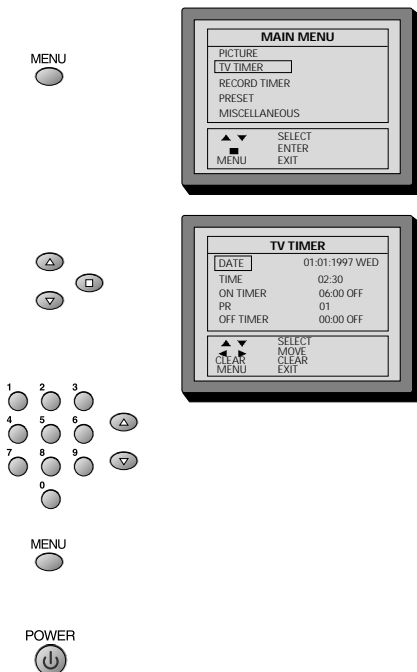 MENU
MAIN MENU
PICTURE
TV TIMER
RECORD TIMER
PRESET
MISCELLANEOUS
▲ ▼ SELECT
■ ENTER
MENU EXIT
TV TIMER
DATE 01:01:1997 WED
TIME 02:30
ON TIMER 06:00 OFF
PR 01
OFF TIMER 00:00 OFF
▲ ▼ SELECT
◀ ▶ MOVE
CLEAR CLEAR
MENU EXIT
1 2 3
4 5 6
7 8 9
0
MENU
POWER